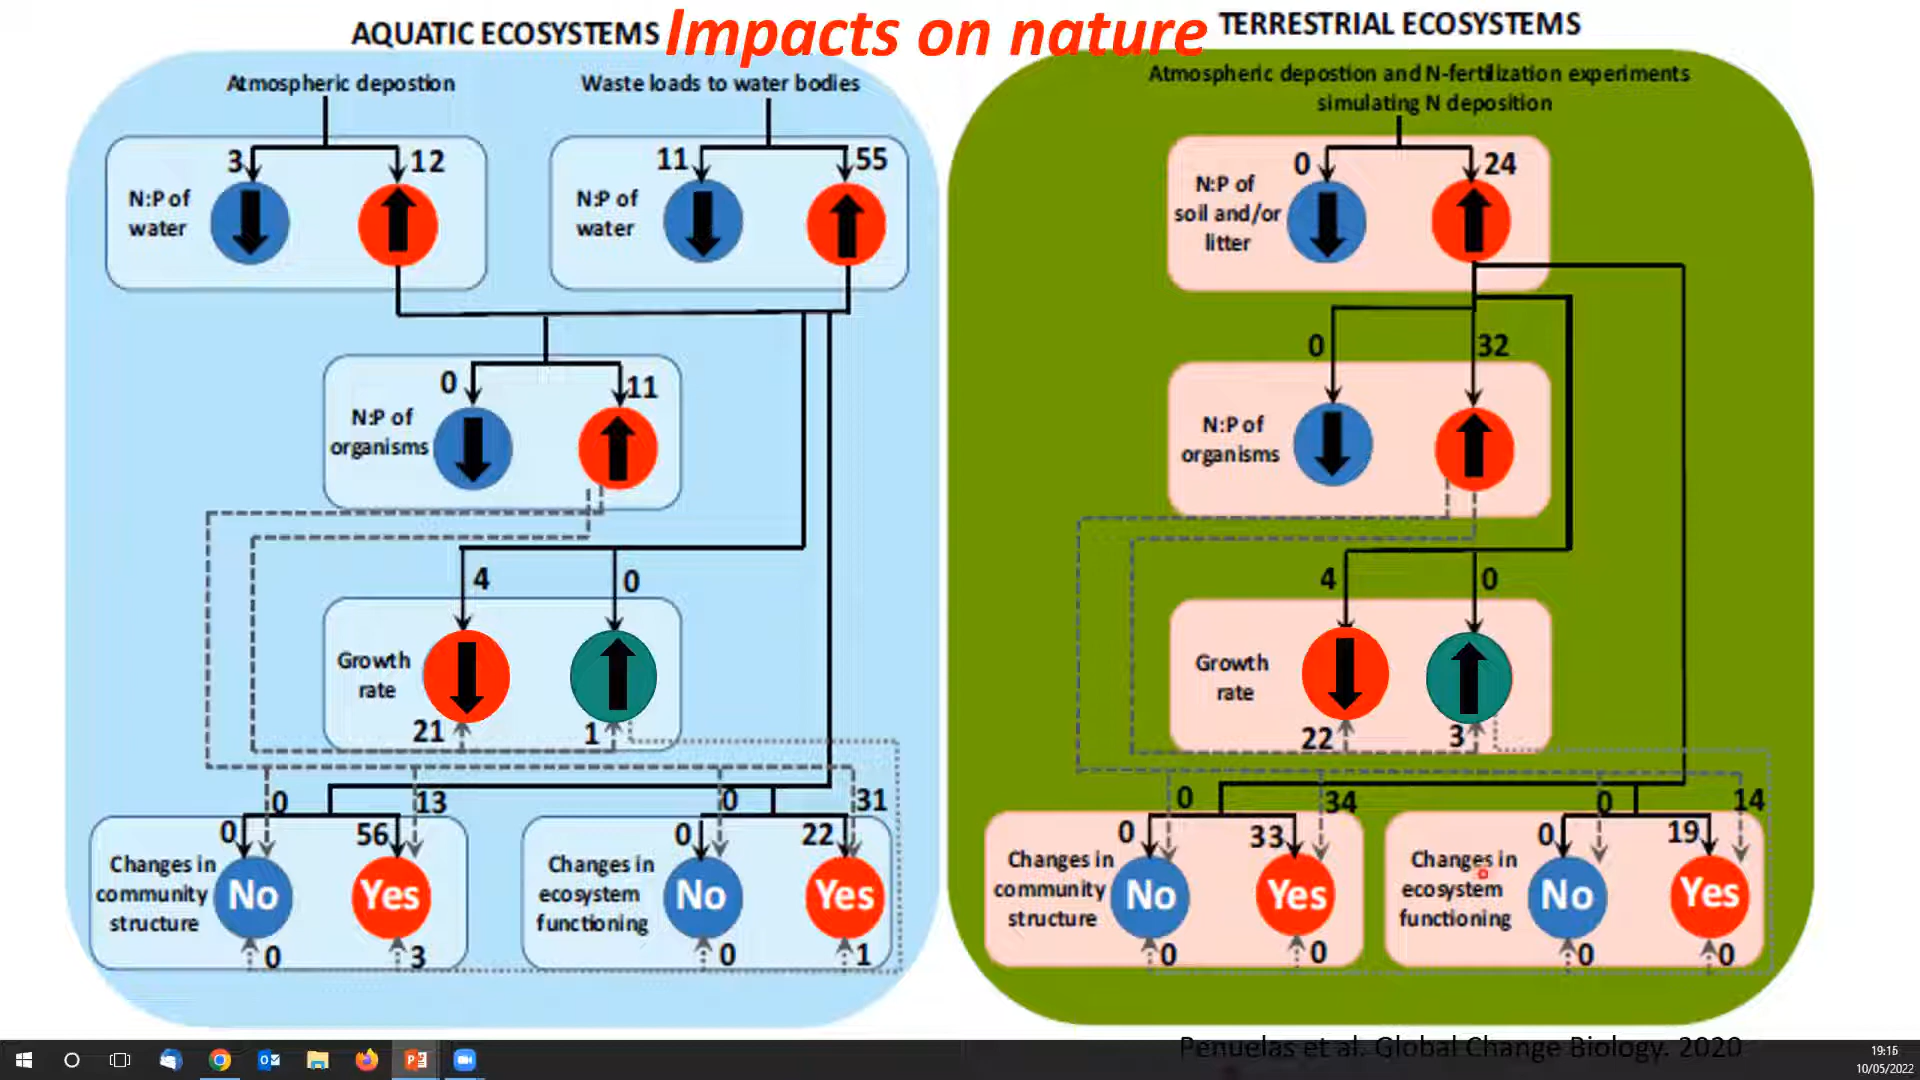 AQUATIC ECOSYSTEMS
Impacts on nature
TERRESTRIAL ECOSYSTEMS
Atmospheric depostion
3
12
N:P of
water
Waste loads to water bodies
11
55
N:P of
water
0
11
N:P of
organisms
4
0
Growth
rate
21
1
0
13
0
56
Changes in
community
structure
No
Yes
0
3
0
31
0
22
Changes in
ecosystem
functioning
No
Yes
0
1
Atmospheric depostion and N-fertilization experiments
simulating N deposition
0
24
N:P of
soil and/or
litter
0
32
N:P of
organisms
4
0
Growth
rate
22
3
0
34
0
33
Changes in
community
structure
No
Yes
0
0
0
14
0
19
Changes in
ecosystem
functioning
No
Yes
0
0
Penuelas et al. Global Change Biology. 2020
19:15
10/05/2022